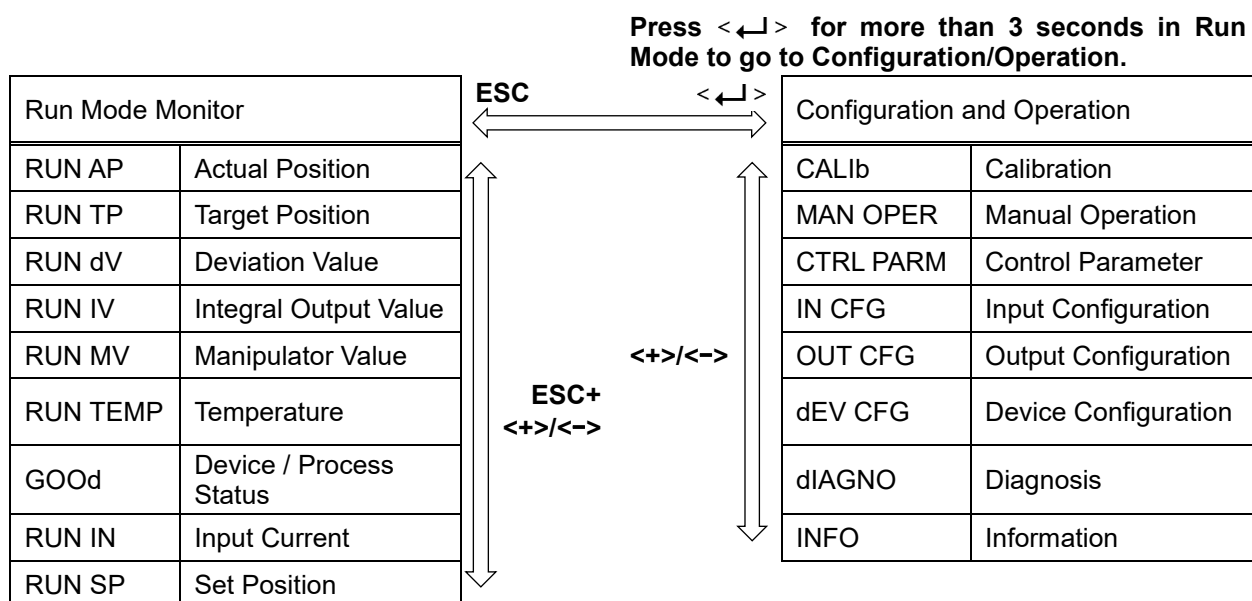 Press <↵> for more than 3 seconds in Run
Mode to go to Configuration/Operation.
Run Mode Monitor
ESC
<↵>
Configuration and Operation
RUN AP Actual Position
RUN TP Target Position
RUN dV Deviation Value
RUN IV Integral Output Value
RUN MV Manipulator Value
RUN TEMP Temperature
GOOd Device / Process
Status
RUN IN Input Current
RUN SP Set Position
ESC+
<+>/<−>
<+>/<−>
CALIb Calibration
MAN OPER Manual Operation
CTRL PARM Control Parameter
IN CFG Input Configuration
OUT CFG Output Configuration
dEV CFG Device Configuration
dIAGNO Diagnosis
INFO Information